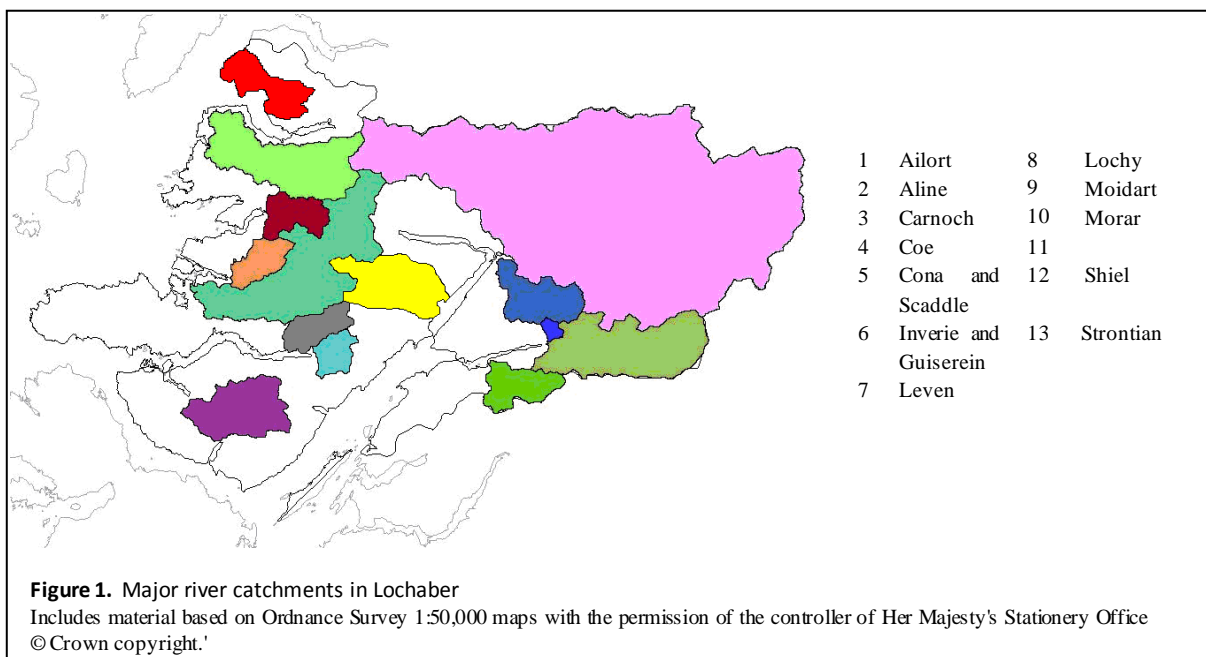 1 Ailort 8 Lochy
2 Aline 9 Moidart
3 Carnoch 10 Morar
4 Coe 11
5 Cona and 12 Shiel
Scaddle
6 Inverie and 13 Strontian
Guiserein
7 Leven
Figure 1. Major river catchments in Lochaber
Includes material based on Ordnance Survey 1:50,000 maps with the permission of the controller of Her Majesty's Stationery Office
© Crown copyright.'